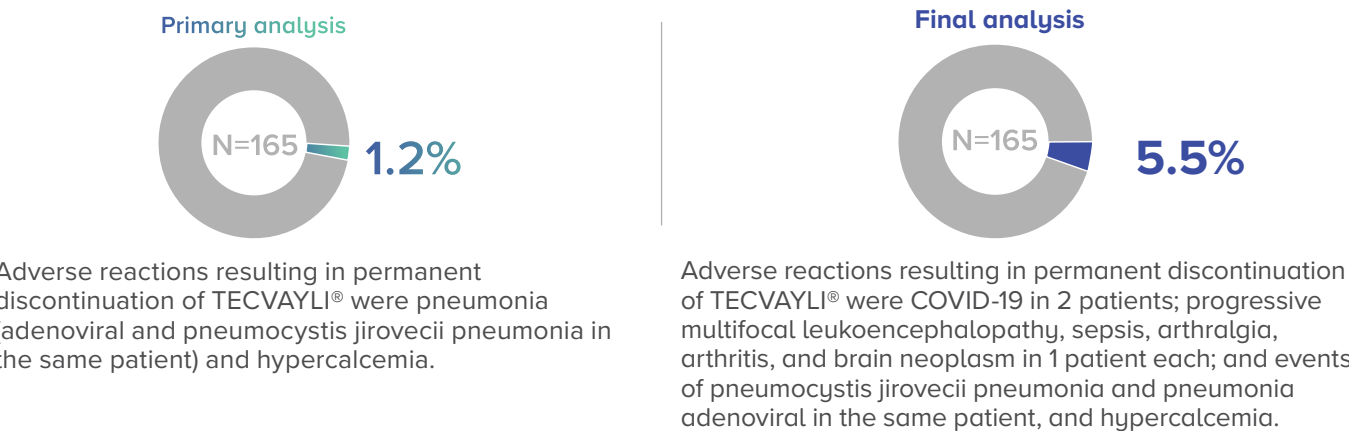 Primary analysis
N=165
1.2%
Adverse reactions resulting in permanent
discontinuation of TECVAYLI® were pneumonia
(adenoviral and pneumocystis jirovecii pneumonia in
the same patient) and hypercalcemia.
Final analysis
N=165
5.5%
Adverse reactions resulting in permanent discontinuation
of TECVAYLI® were COVID-19 in 2 patients; progressive
multifocal leukoencephalopathy, sepsis, arthralgia,
arthritis, and brain neoplasm in 1 patient each; and events
of pneumocystis jirovecii pneumonia and pneumonia
adenoviral in the same patient, and hypercalcemia.